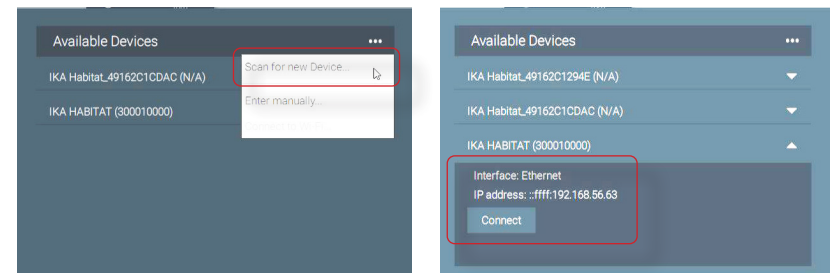 Available Devices
IKA Habitat_49162C1CDAC (N/A)
IKA HABITAT (300010000)
Scan for new Device...
Enter manually...
Available Devices
IKA Habitat_49162C1294E (N/A)
IKA Habitat_49162C1CDAC (N/A)
IKA HABITAT (300010000)
Interface: Ethernet
IP address: ::ffff:192.168.56.63
Connect